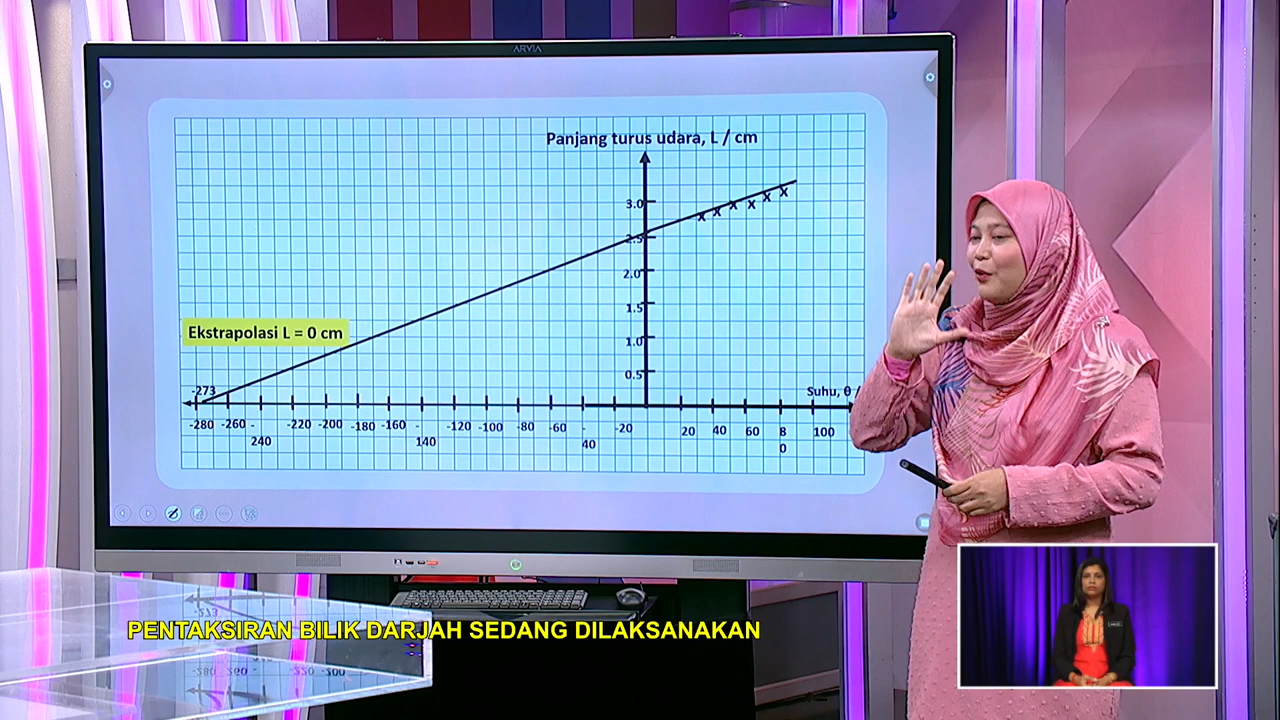 ARVIA
Panjang turus udara, L / cm
3.0
2.5
2.0
1.5
1.0
0.5
Ekstrapolasi L = 0 cm
-273
Suhu, θ /
-280 -260 -240 -220 -200 -180 -160 -140 -120 -100 -80 -60 -40 -20 20 40 60 80 100
PENTAKSIRAN BILIK DARJAH SEDANG DILAKSANAKAN